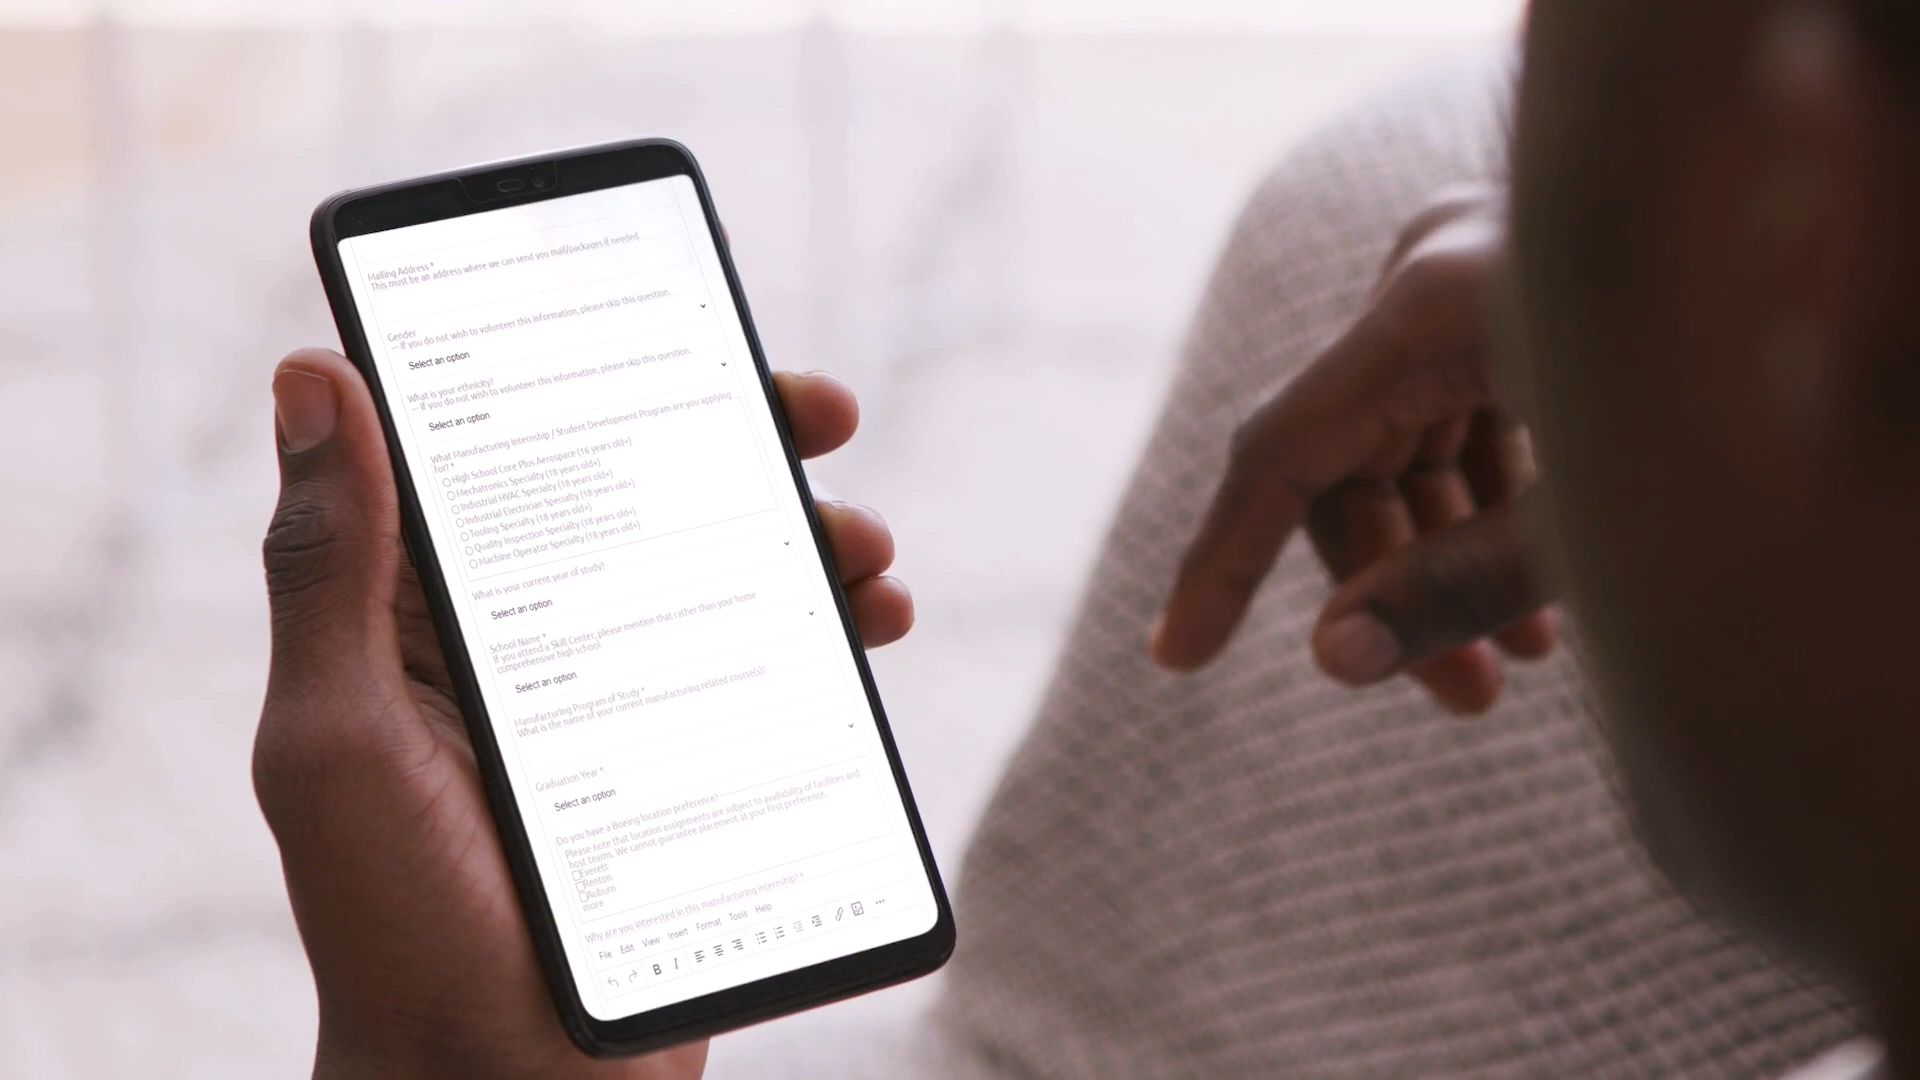 Mailing Address *
This must be an address where we can send you mail/packages if needed.
Gender
-- If you do not wish to volunteer this information, please skip this question.
Select an option
What is your ethnicity?
-- If you do not wish to volunteer this information, please skip this question.
Select an option
What Manufacturing Internship / Student Development Program are you applying
for? *
High School Core Plus Aerospace (16 years old+)
Mechatronics Specialty (18 years old+)
Industrial HVAC Specialty (18 years old+)
Industrial Electrician Specialty (18 years old+)
Tooling Specialty (18 years old+)
Quality Inspection Specialty (18 years old+)
Machine Operator Specialty (18 years old+)
What is your current year of study?
Select an option
School Name *
If you attend a Skill Center, please mention that rather than your home
comprehensive high school
Select an option
Manufacturing Program of Study *
What is the name of your current manufacturing related course(s)?
Graduation Year *
Select an option
Do you have a Boeing location preference?
Please note that location assignments are subject to availability of facilities and
host teams. We cannot guarantee placement at your first preference.
Everett
Renton
Auburn
more
Why are you interested in this manufacturing internship? *
File Edit View Insert Format Tools Help
B I